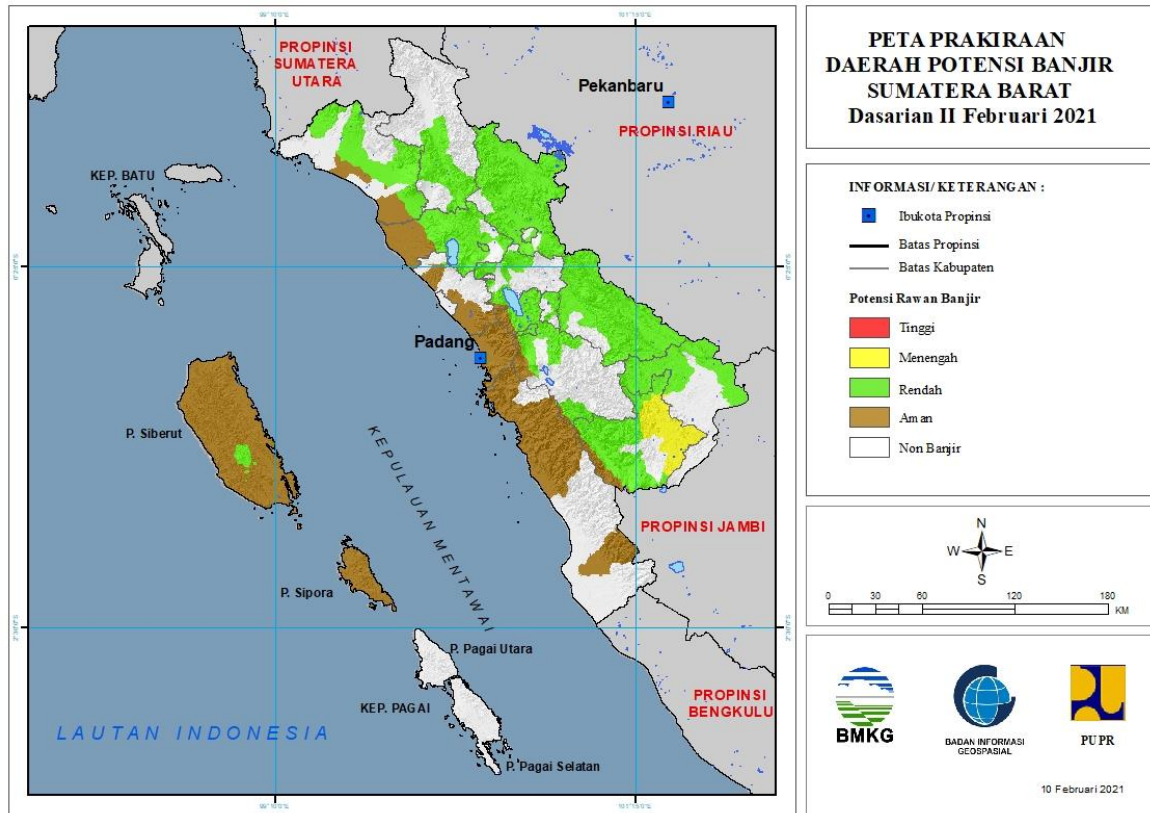 PETA PRAKIRAAN
DAERAH POTENSI BANJIR
SUMATERA BARAT
Dasarian II Februari 2021
PROPINSI
SUMATERA
UTARA
Pekanbaru
PROPINSI RIAU
KEP. BATU
Padang
P. Siberut
KEPULAUAN MENTAWAI
PROPINSI JAMBI
P. Sipora
P. Pagai Utara
KEP. PAGAI
P. Pagai Selatan
PROPINSI
BENGKULU
LAUTAN INDONESIA
INFORMASI/ KETERANGAN :
Ibukota Propinsi
Batas Propinsi
Batas Kabupaten
Potensi Rawan Banjir
Tinggi
Menengah
Rendah
Aman
Non Banjir
N
W E
S
0 30 60 120 180
KM
BMKG
BADAN INFORMASI
GEOSPASIAL
PUPR
10 Februari 2021